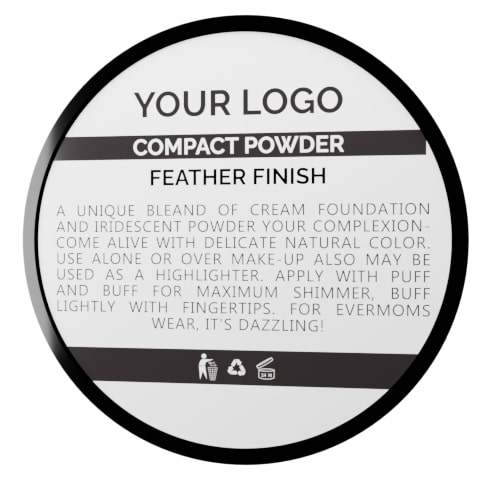 YOUR LOGO
COMPACT POWDER
FEATHER FINISH
A UNIQUE BLEAND OF CREAM FOUNDATION
AND IRIDESCENT POWDER YOUR COMPLEXION-
COME ALIVE WITH DELICATE NATURAL COLOR.
USE ALONE OR OVER MAKE-UP ALSO MAY BE
USED AS A HIGHLIGHTER. APPLY WITH PUFF
AND BUFF FOR MAXIMUM SHIMMER, BUFF
LIGHTLY WITH FINGERTIPS. FOR EVERMOMS
WEAR, IT'S DAZZLING!